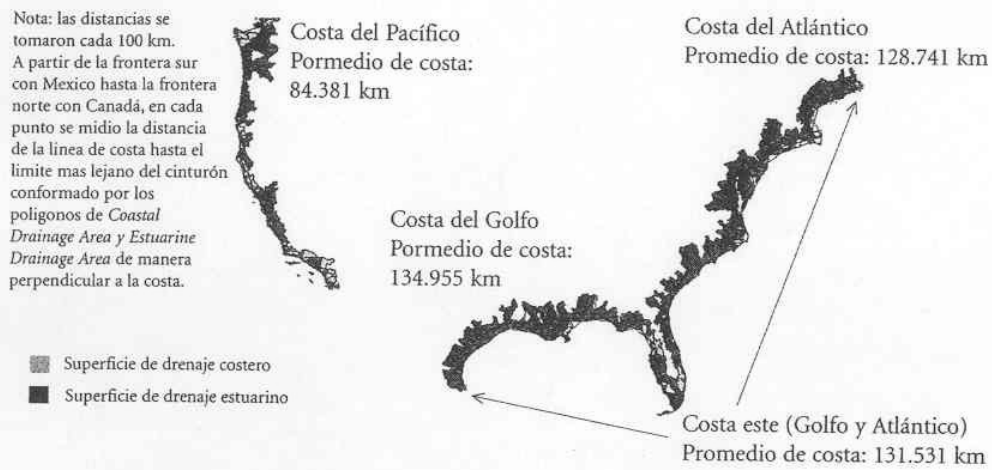 Nota: las distancias se
tomaron cada 100 km.
A partir de la frontera sur
con Mexico hasta la frontera
norte con Canadá, en cada
punto se midio la distancia
de la linea de costa hasta el
limite mas lejano del cinturón
conformado por los
poligonos de Coastal
Drainage Area y Estuarine
Drainage Area de manera
perpendicular a la costa.
Costa del Pacífico
Pormedio de costa:
84.381 km
Costa del Atlántico
Promedio de costa: 128.741 km
Costa del Golfo
Pormedio de costa:
134.955 km
Superficie de drenaje costero
Superficie de drenaje estuarino
Costa este (Golfo y Atlántico)
Promedio de costa: 131.531 km